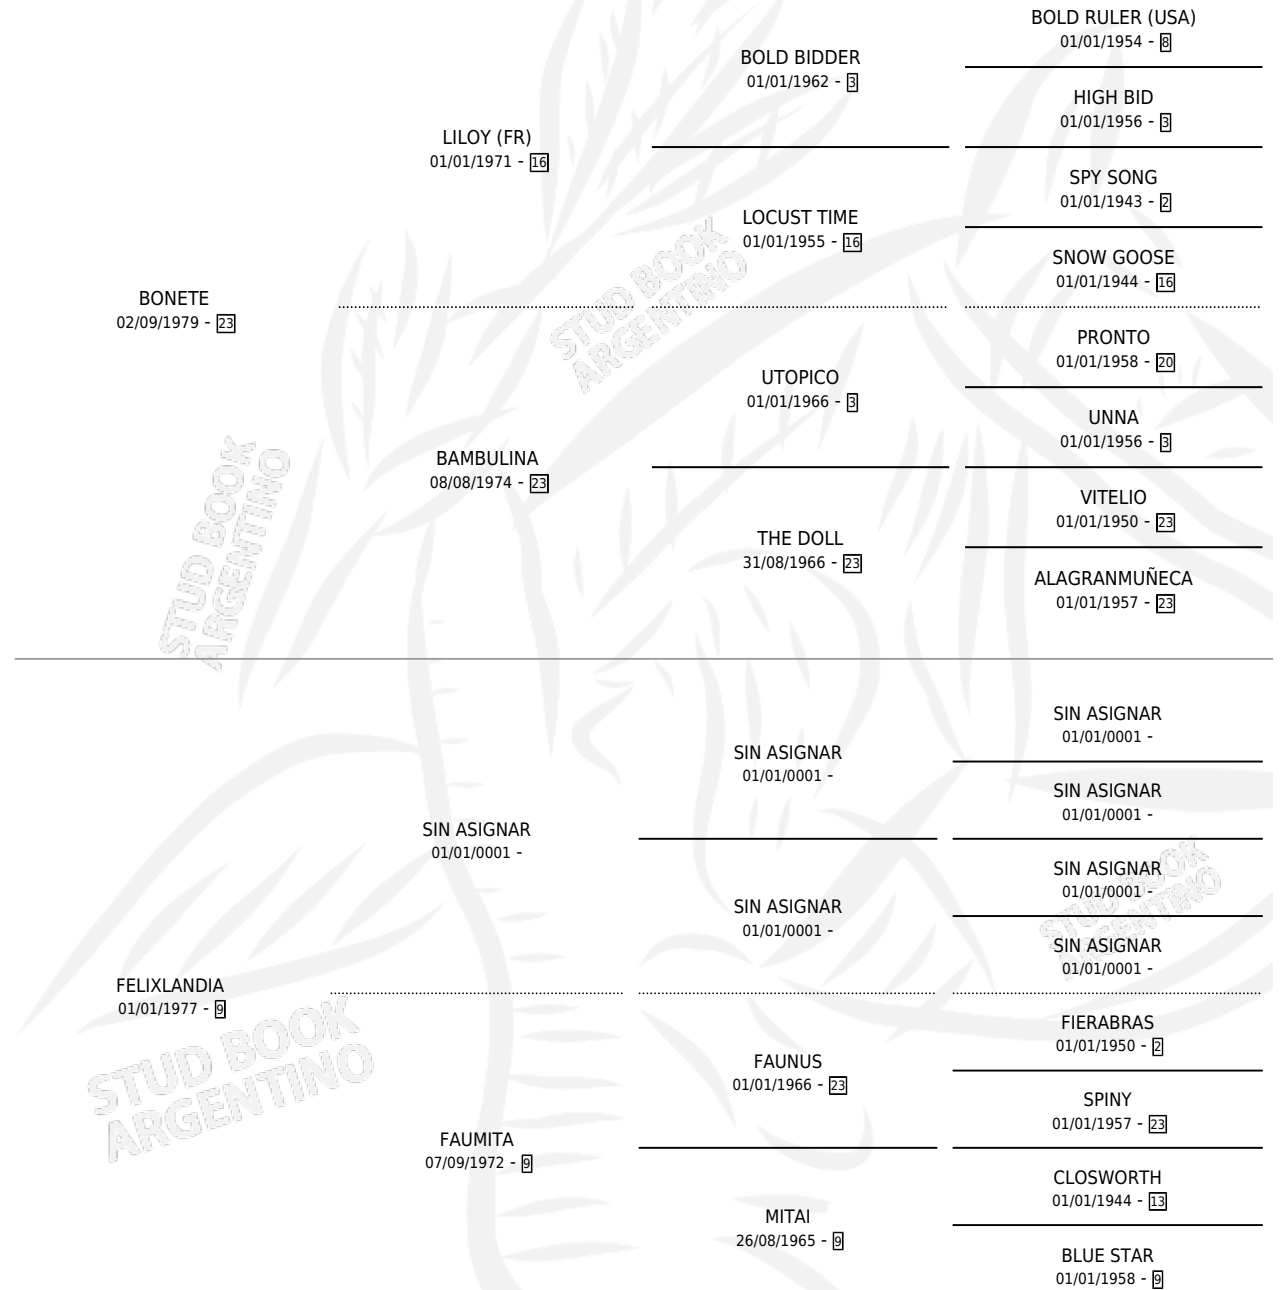 BOLD RULER (USA)
01/01/1954 - 8
BOLD BIDDER
01/01/1962 - 3
HIGH BID
01/01/1956 - 3
LILOY (FR)
01/01/1971 - 16
SPY SONG
01/01/1943 - 2
LOCUST TIME
01/01/1955 - 16
SNOW GOOSE
01/01/1944 - 16
BONETE
02/09/1979 - 23
PRONTO
01/01/1958 - 20
UTOPICO
01/01/1966 - 3
UNNA
01/01/1956 - 3
BAMBULINA
08/08/1974 - 23
VITELIO
01/01/1950 - 23
THE DOLL
31/08/1966 - 23
ALAGRANMUÑECA
01/01/1957 - 23
STUD BOOK
ARGENTINO
STUD BOOK
ARGENTINO
SIN ASIGNAR
01/01/0001 -
SIN ASIGNAR
01/01/0001 -
SIN ASIGNAR
01/01/0001 -
SIN ASIGNAR
01/01/0001 -
SIN ASIGNAR
01/01/0001 -
SIN ASIGNAR
01/01/0001 -
SIN ASIGNAR
01/01/0001 -
STUD BOOK
ARGENTINO
FELIXLANDIA
01/01/1977 - 9
FIERABRAS
01/01/1950 - 2
FAUNUS
01/01/1966 - 23
SPINY
01/01/1957 - 23
FAUMITA
07/09/1972 - 9
CLOSWORTH
01/01/1944 - 13
MITAI
26/08/1965 - 9
BLUE STAR
01/01/1958 - 9
STUD BOOK
ARGENTINO